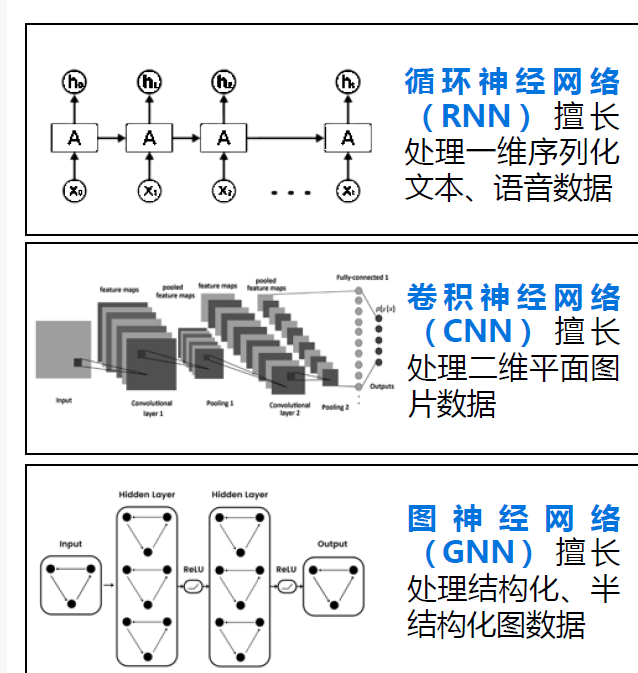 h₀ h₁ h₂ hₜ
A A A A
x₀ x₁ x₂ ... xₜ
循环神经网络
（RNN）擅长
处理一维序列化
文本、语音数据
feature maps
pooled
feature maps
feature maps
pooled
feature maps
Fully-connected 1
p(y|x)
Input
Convolutional
layer 1
Pooling 1
Convolutional
layer 2
Pooling 2
Outputs
卷积神经网络
（CNN）擅长
处理二维平面图
片数据
Hidden Layer
Hidden Layer
Input
ReLU
ReLU
Output
图神经网络
（GNN）擅长
处理结构化、半
结构化图数据